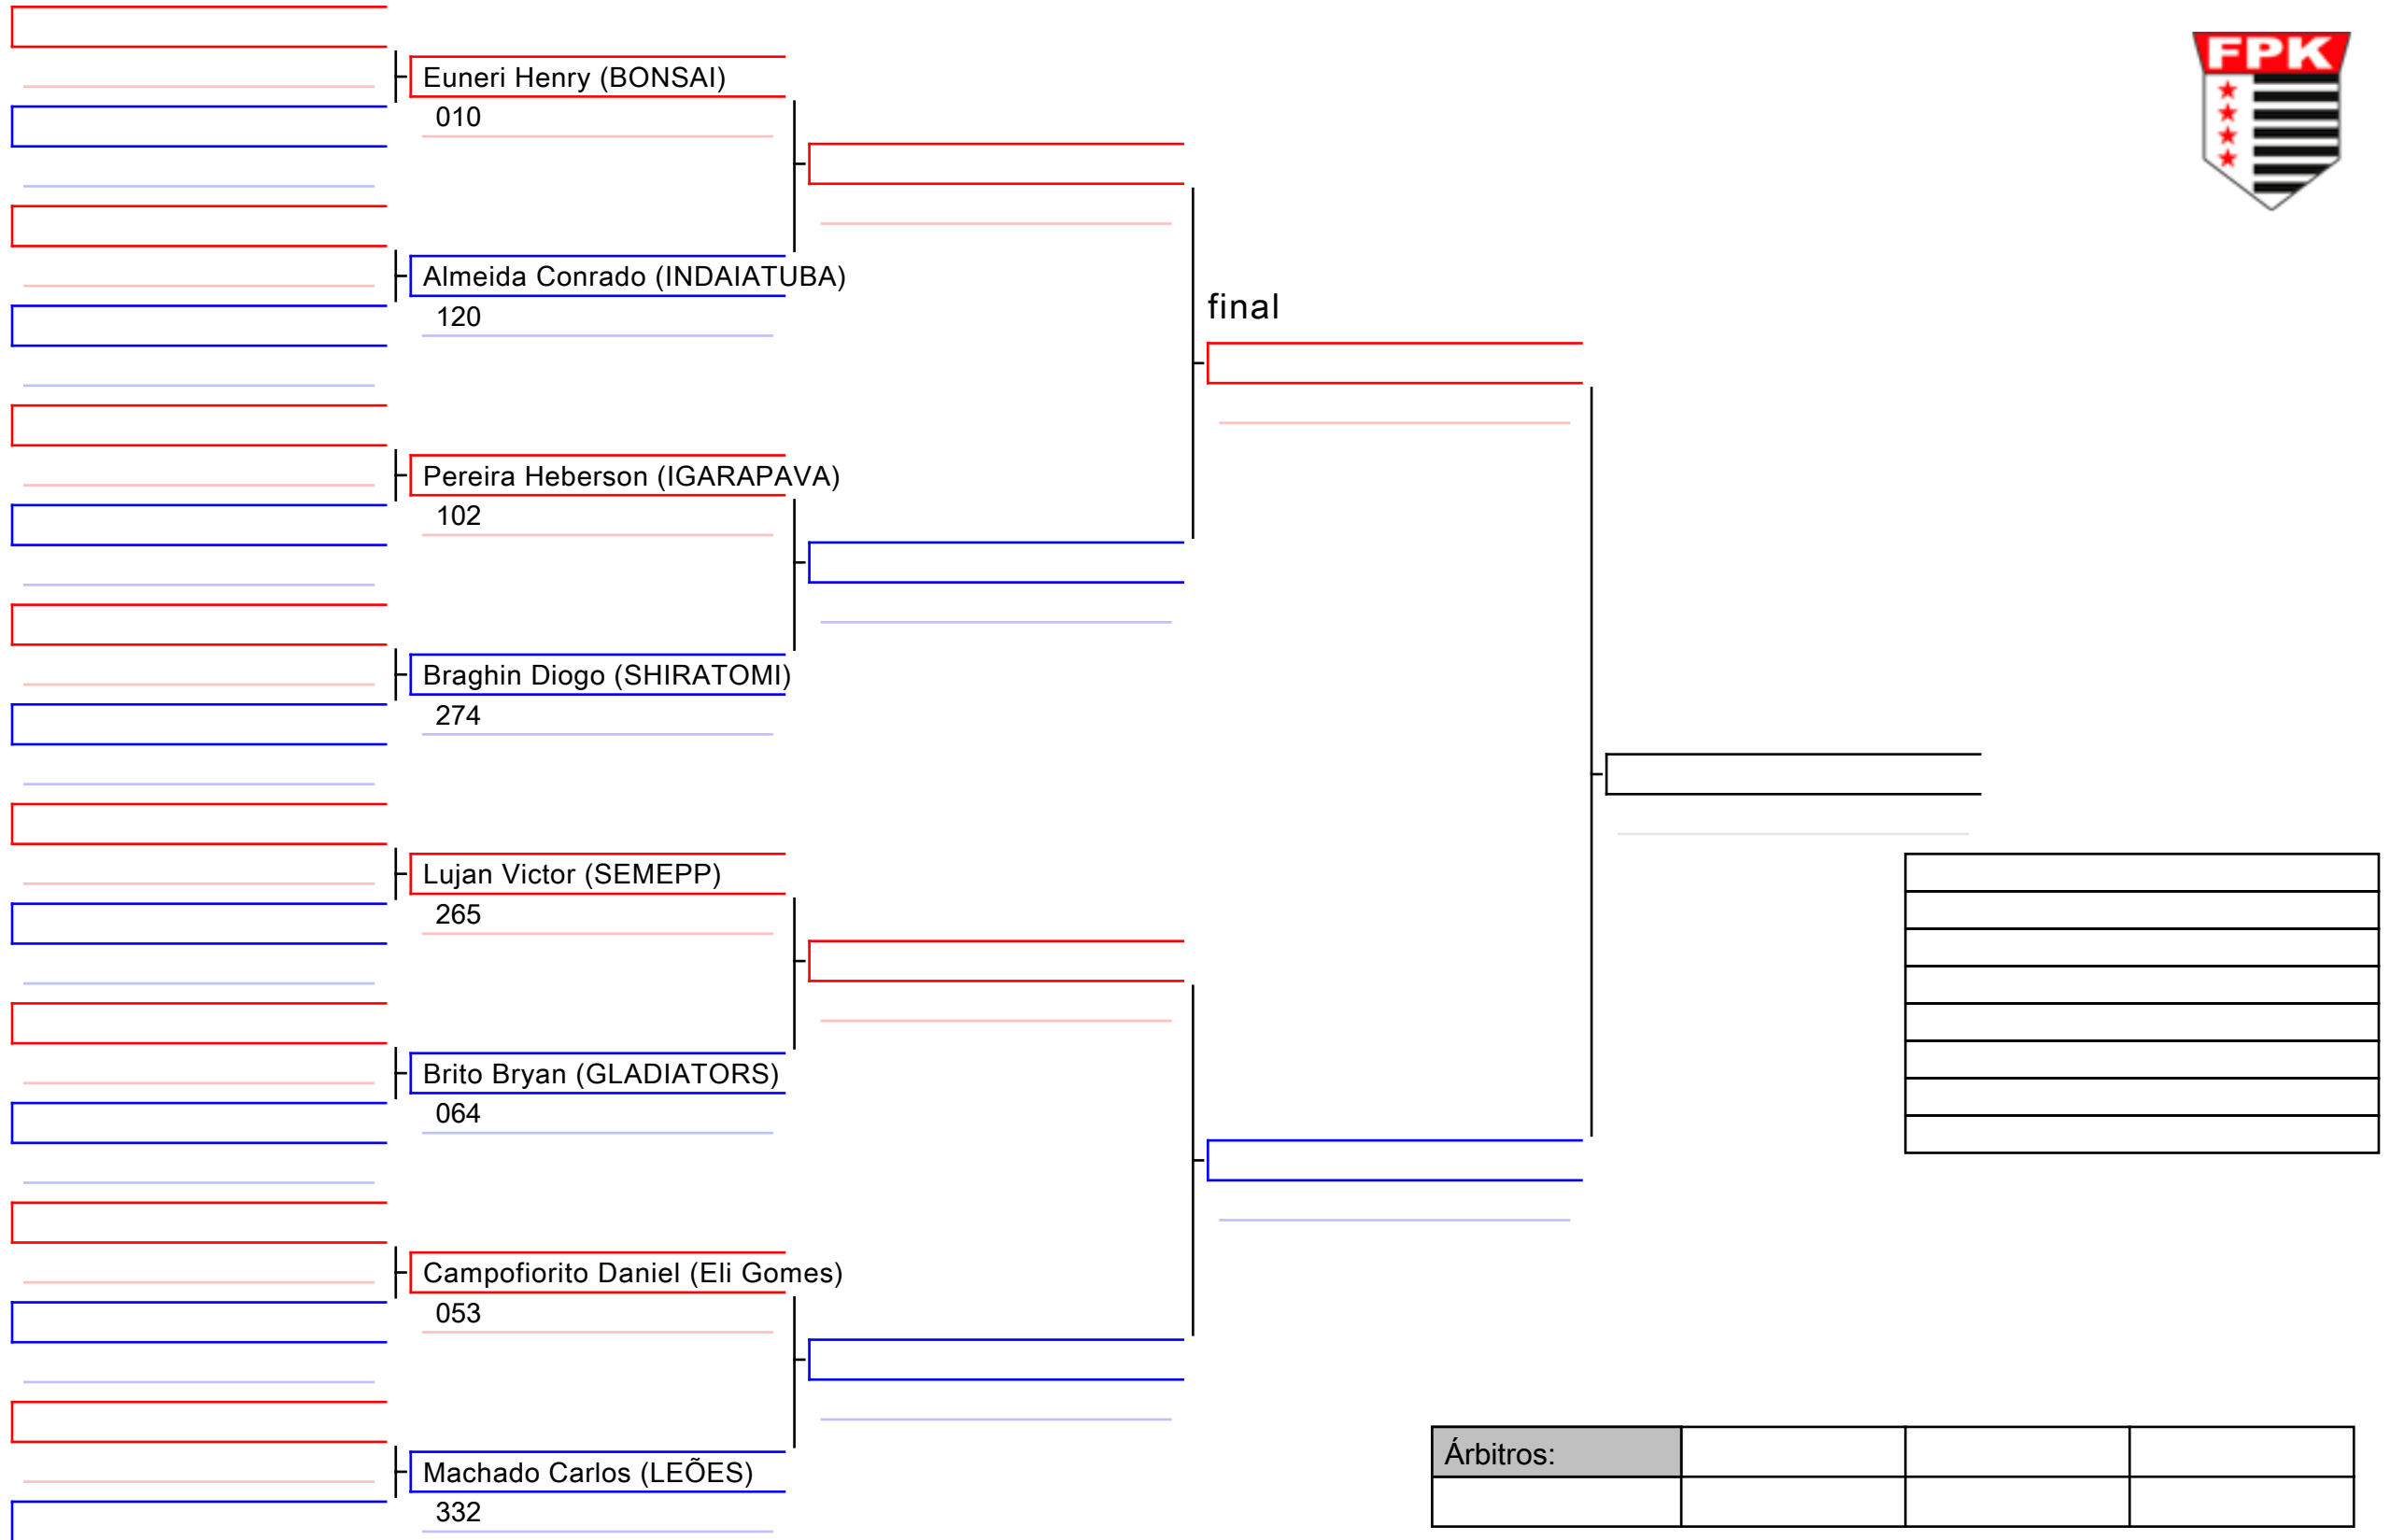 FPK
Euneri Henry (BONSAI)
010
Almeida Conrado (INDAIATUBA)
120
final
Pereira Heberson (IGARAPAVA)
102
Braghin Diogo (SHIRATOMI)
274
Lujan Victor (SEMEPP)
265
Brito Bryan (GLADIATORS)
064
Campofiorito Daniel (Eli Gomes)
053
Machado Carlos (LEÕES)
332
Árbitros: